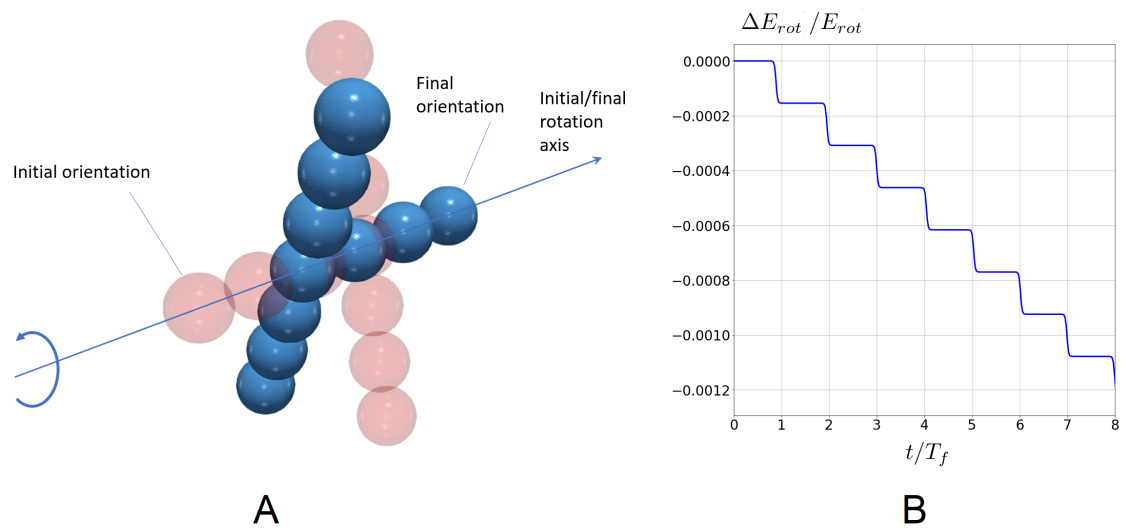 Initial orientation
Final
orientation
Initial/final
rotation
axis
A
ΔE_rot / E_rot
0.0000
−0.0002
−0.0004
−0.0006
−0.0008
−0.0010
−0.0012
0 1 2 3 4 5 6 7 8
t/T_f
B